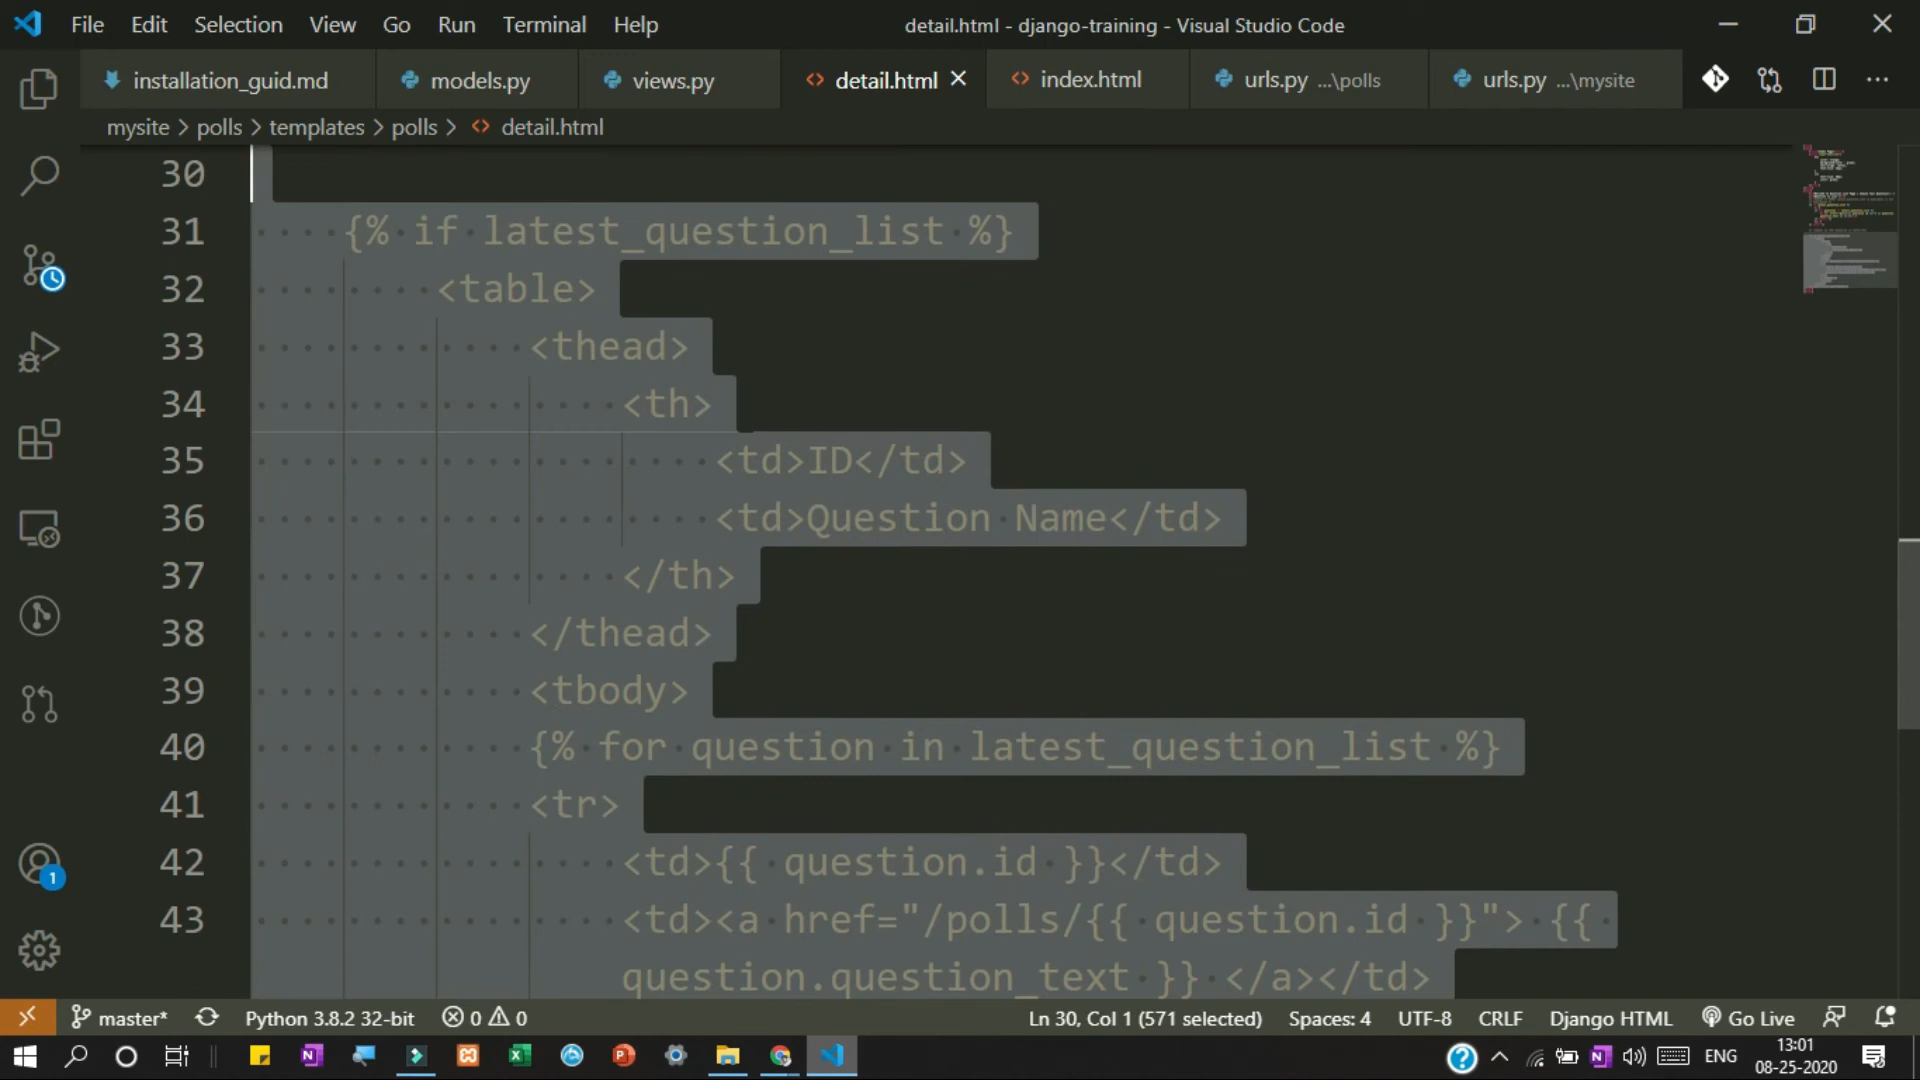 File Edit Selection View Go Run Terminal Help
detail.html - django-training - Visual Studio Code
installation_guid.md models.py views.py detail.html index.html urls.py ...\polls urls.py ...\mysite
mysite > polls > templates > polls > detail.html
30
31 {% if latest_question_list %}
32 <table>
33 <thead>
34 <th>
35 <td>ID</td>
36 <td>Question Name</td>
37 </th>
38 </thead>
39 <tbody>
40 {% for question in latest_question_list %}
41 <tr>
42 <td>{{ question.id }}</td>
43 <td><a href="/polls/{{ question.id }}"> {{
question.question_text }} </a></td>
1
master* Python 3.8.2 32-bit 0 0 Ln 30, Col 1 (571 selected) Spaces: 4 UTF-8 CRLF Django HTML Go Live
ENG
13:01
08-25-2020